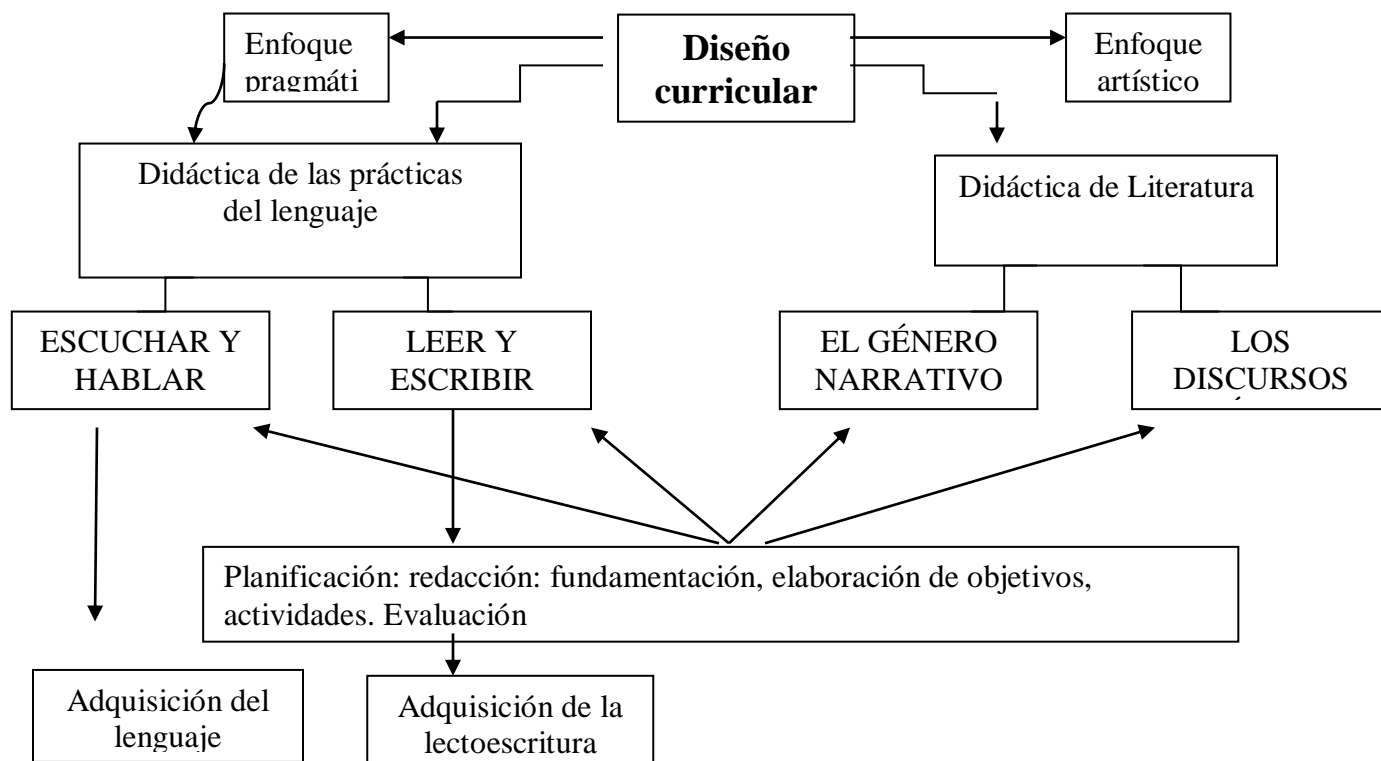 Enfoque
pragmáti
Diseño
curricular
Enfoque
artístico
Didáctica de las prácticas
del lenguaje
Didáctica de Literatura
ESCUCHAR Y
HABLAR
LEER Y
ESCRIBIR
EL GÉNERO
NARRATIVO
LOS
DISCURSOS
Planificación: redacción: fundamentación, elaboración de objetivos,
actividades. Evaluación
Adquisición del
lenguaje
Adquisición de la
lectoescritura